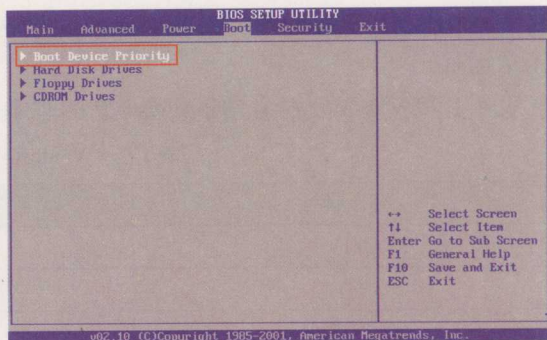 BIOS SETUP UTILITY
Main Advanced Power Boot Security Exit
▶ Boot Device Priority
▶ Hard Disk Drives
▶ Floppy Drives
▶ CDROM Drives
↔ Select Screen
↑↓ Select Item
Enter Go to Sub Screen
F1 General Help
F10 Save and Exit
ESC Exit
v02.10 (C)Copyright 1985-2001, American Megatrends, Inc.